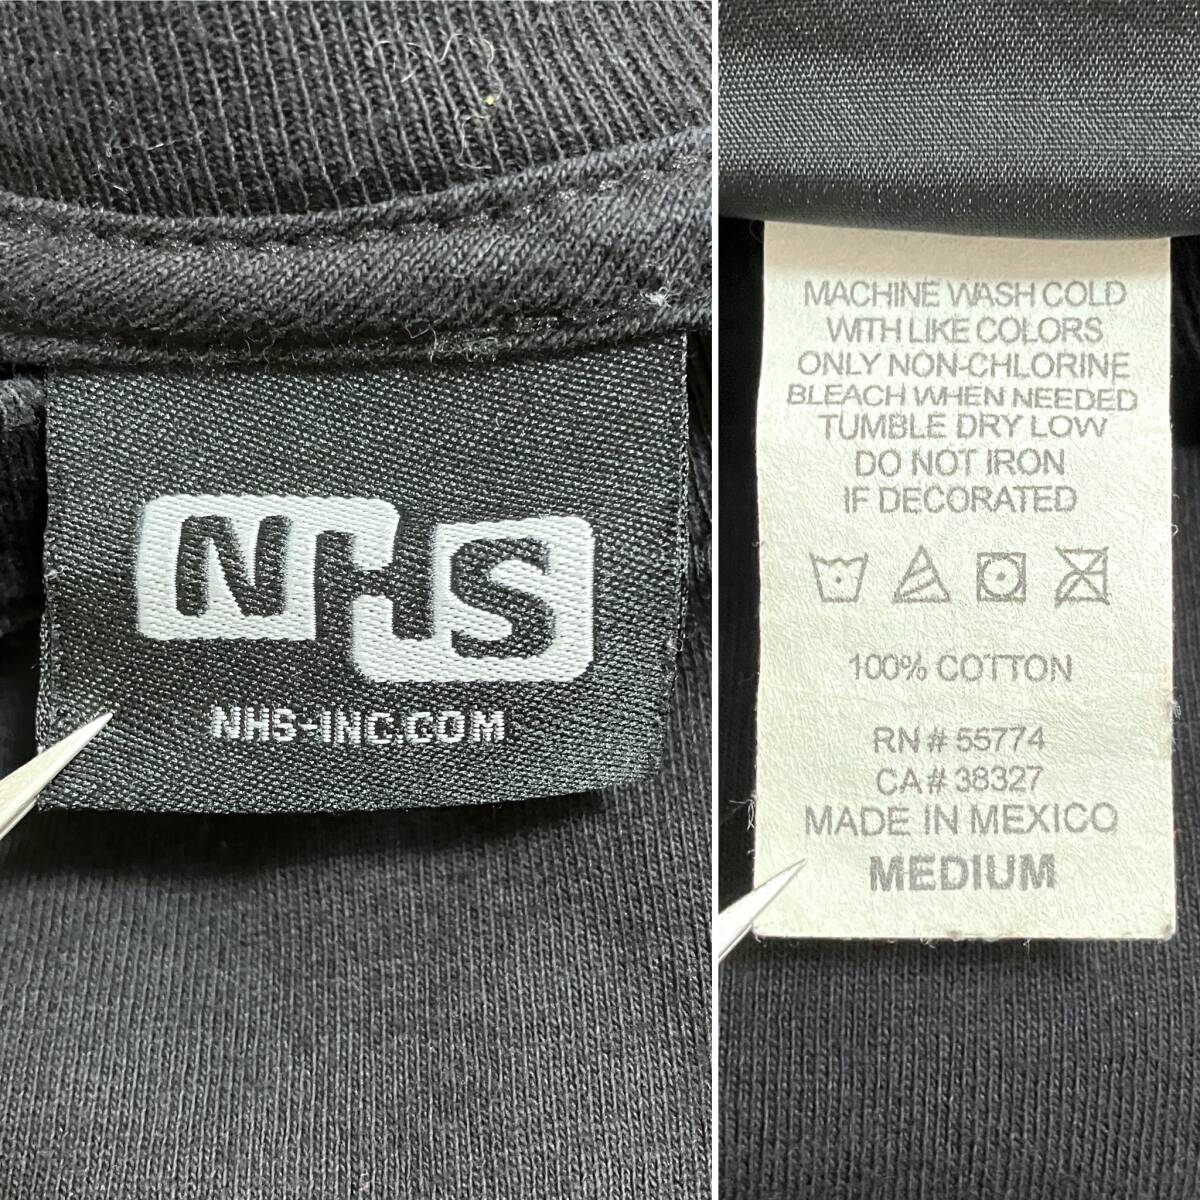 NHS
NHS-INC.COM
MACHINE WASH COLD
WITH LIKE COLORS
ONLY NON-CHLORINE
BLEACH WHEN NEEDED
TUMBLE DRY LOW
DO NOT IRON
IF DECORATED
100% COTTON
RN# 55774
CA# 38327
MADE IN MEXICO
MEDIUM